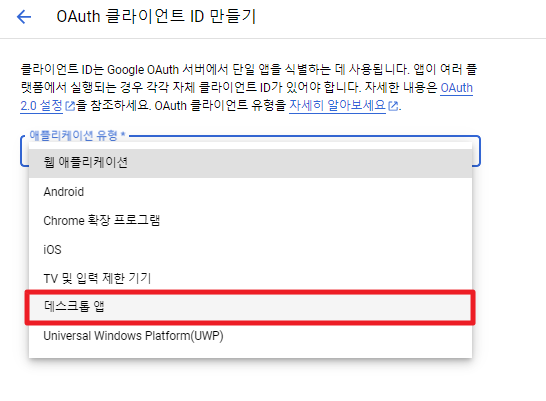 OAuth 클라이언트 ID 만들기
클라이언트 ID는 Google OAuth 서버에서 단일 앱을 식별하는 데 사용됩니다. 앱이 여러 플
랫폼에서 실행되는 경우 각각 자체 클라이언트 ID가 있어야 합니다. 자세한 내용은 OAuth
2.0 설정을 참조하세요. OAuth 클라이언트 유형을 자세히 알아보세요.
애플리케이션 유형 *
웹 애플리케이션
Android
Chrome 확장 프로그램
iOS
TV 및 입력 제한 기기
데스크톱 앱
Universal Windows Platform(UWP)